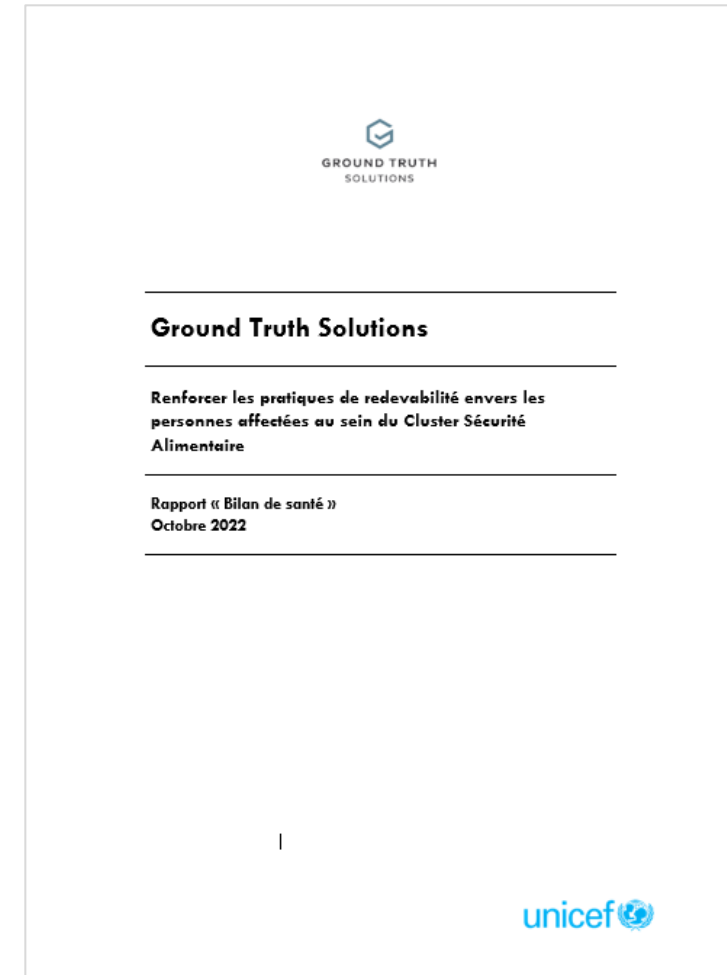 GROUND TRUTH
SOLUTIONS
Ground Truth Solutions
Renforcer les pratiques de redevabilité envers les
personnes affectées au sein du Cluster Sécurité
Alimentaire
Rapport « Bilan de santé »
Octobre 2022
unicef